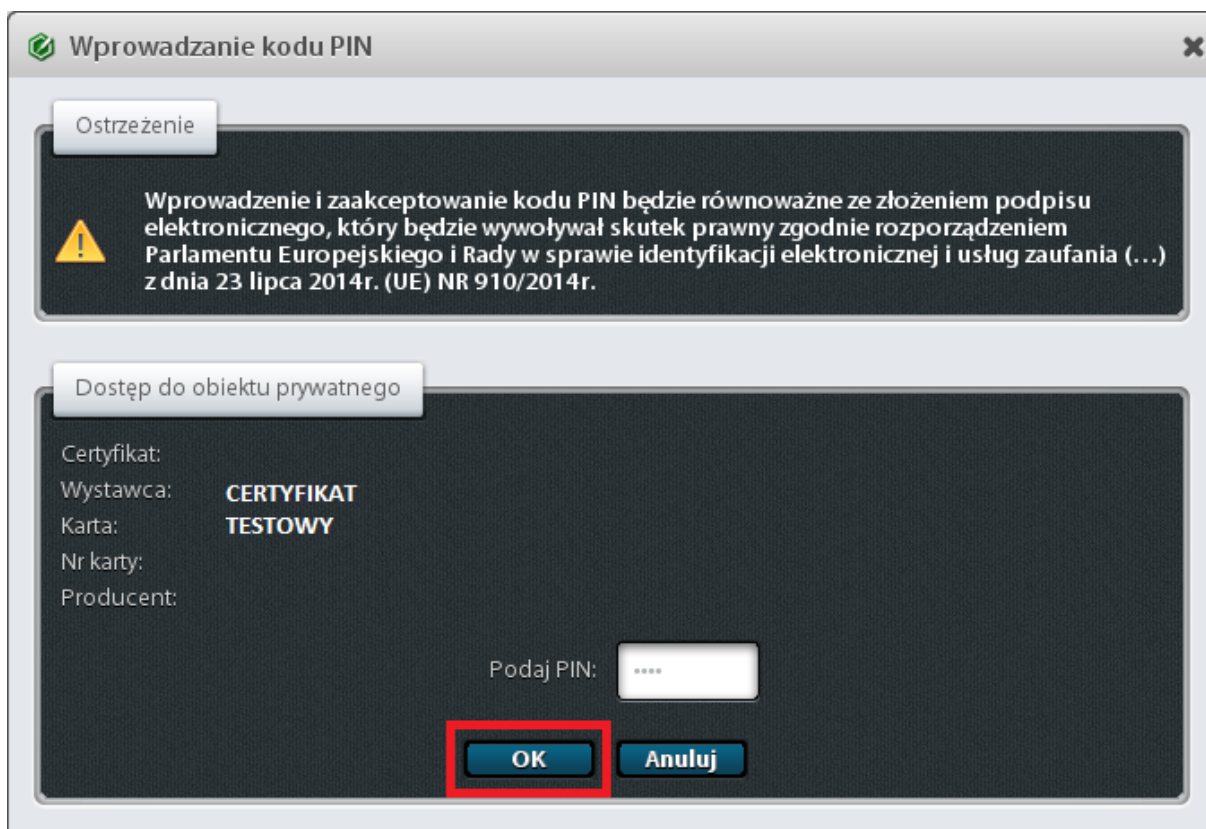 Wprowadzanie kodu PIN
Ostrzeżenie
Wprowadzenie i zaakceptowanie kodu PIN będzie równoważne ze złożeniem podpisu
elektronicznego, który będzie wywoływał skutek prawny zgodnie rozporządzeniem
Parlamentu Europejskiego i Rady w sprawie identyfikacji elektronicznej i usług zaufania (...)
z dnia 23 lipca 2014r. (UE) NR 910/2014r.
Dostęp do obiektu prywatnego
Certyfikat:
Wystawca: CERTYFIKAT
Karta: TESTOWY
Nr karty:
Producent:
Podaj PIN: ••••
OK Anuluj